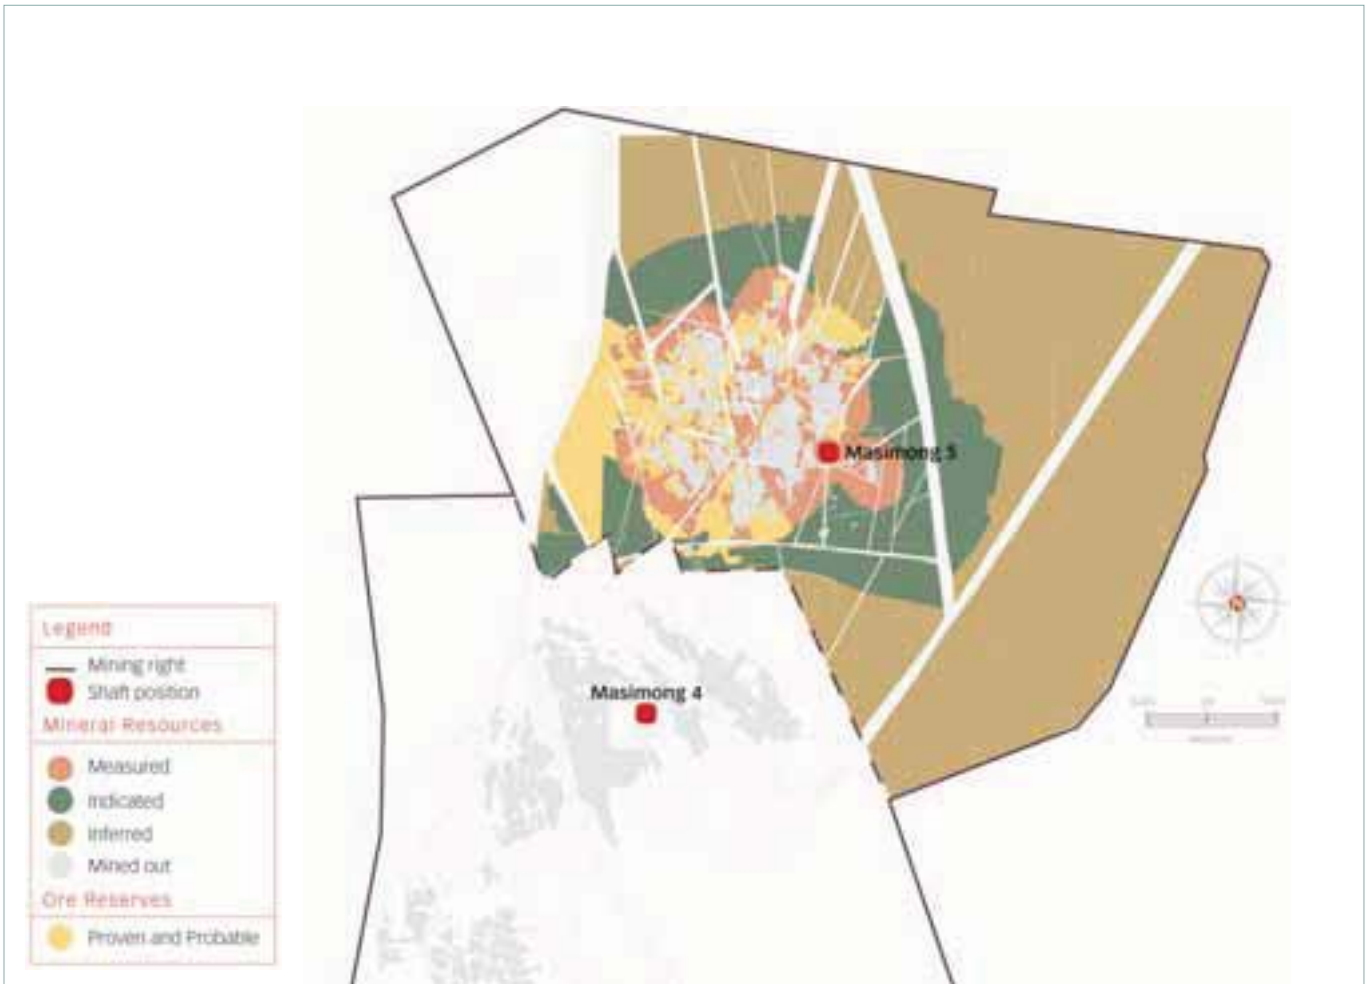 Masimong 5
Masimong 4
N
Legend
Mining right
Shaft position
Mineral Resources
Measured
Indicated
Inferred
Mined out
Ore Reserves
Proven and Probable